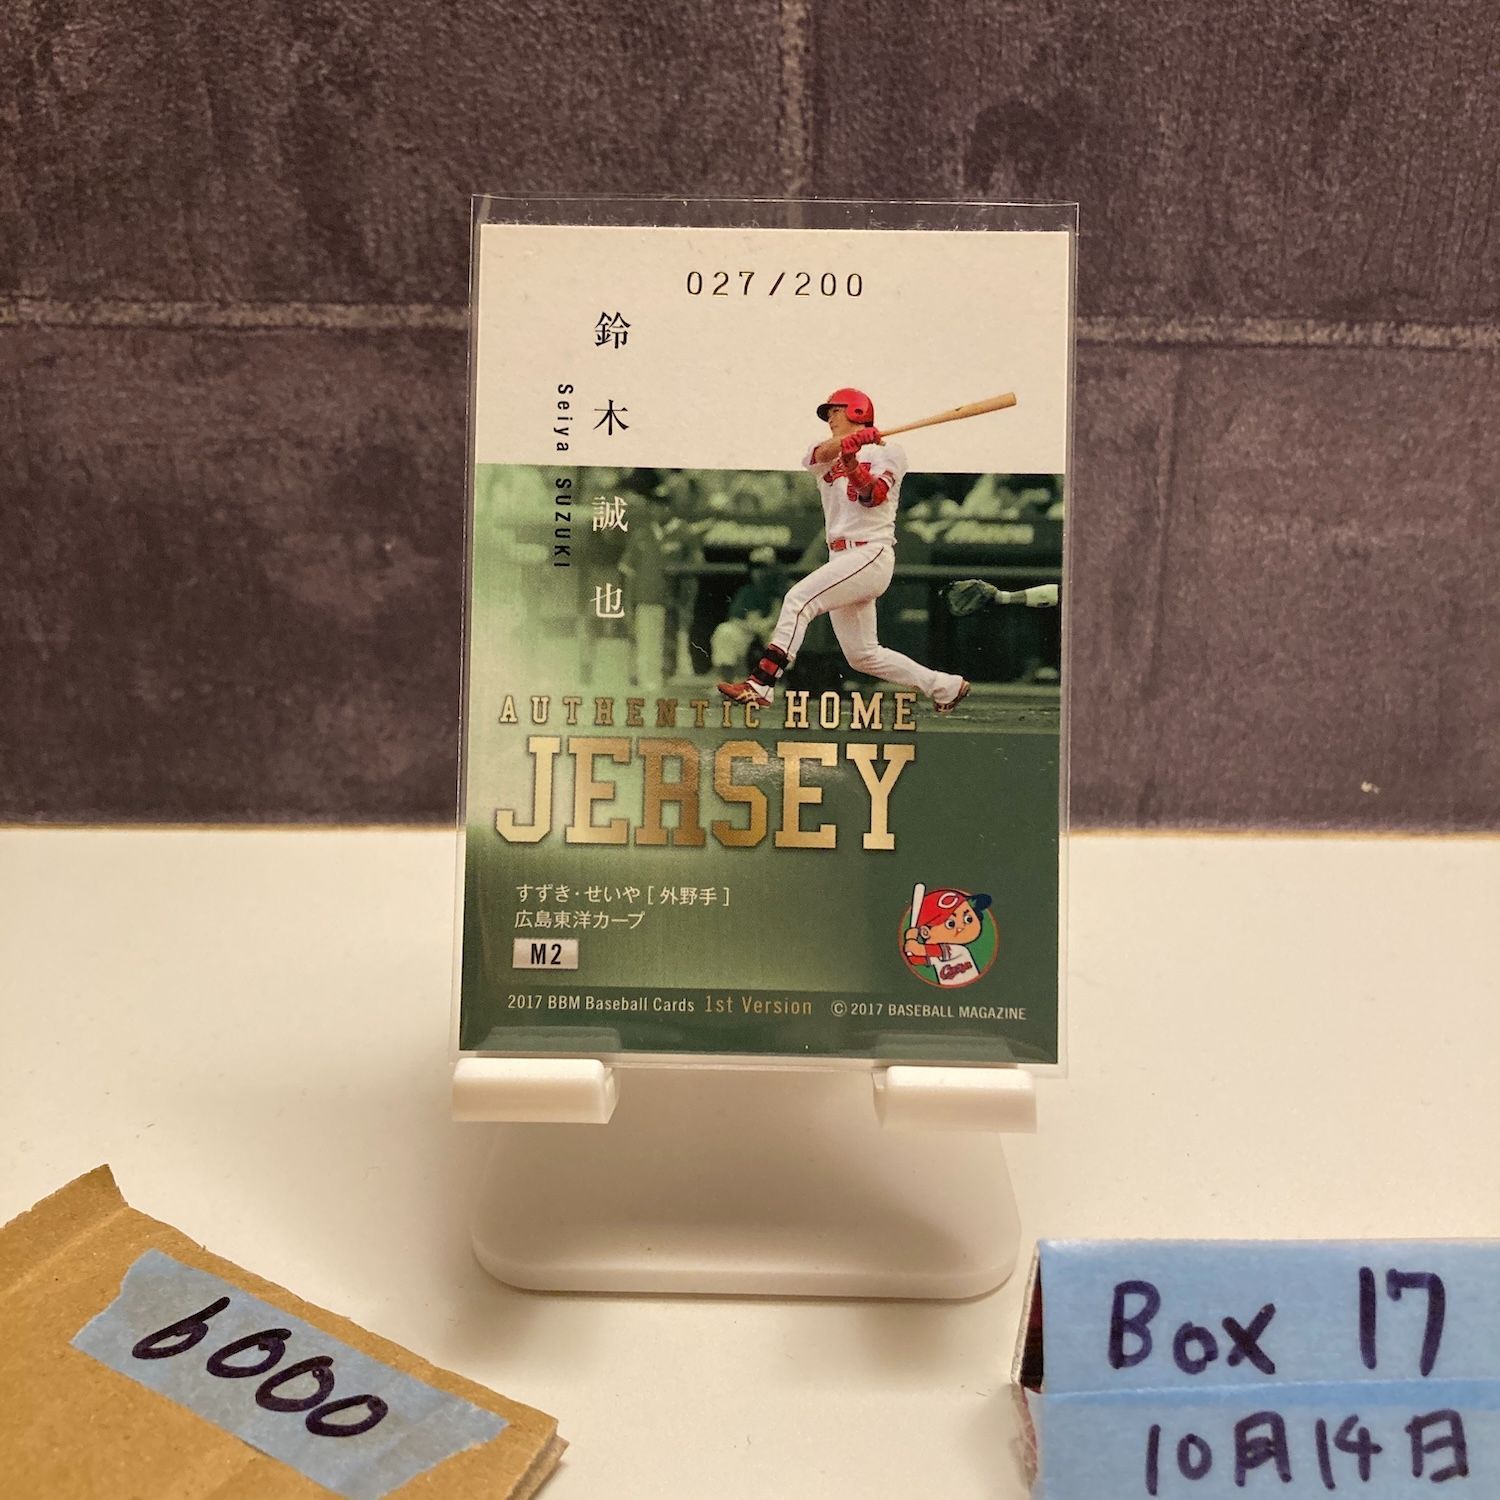 027/200
鈴木誠也
Seiya SUZUKI
AUTHENTIC HOME
JERSEY
すずき・せいや [ 外野手 ]
広島東洋カープ
M2
2017 BBM Baseball Cards 1st Version © 2017 BASEBALL MAGAZINE
6000
Box 17
10月14日